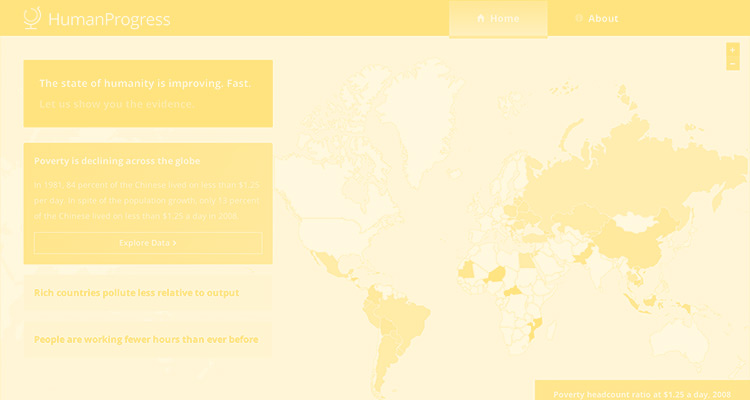 HumanProgress
Home
About
+
−
The state of humanity is improving. Fast.
Let us show you the evidence.
Poverty is declining across the globe
In 1981, 84 percent of the Chinese lived on less than $1.25
per day. In spite of the population growth, only 13 percent
of the Chinese lived on less than $1.25 a day in 2008.
Explore Data >
Rich countries pollute less relative to output
People are working fewer hours than ever before
Poverty headcount ratio at $1.25 a day, 2008